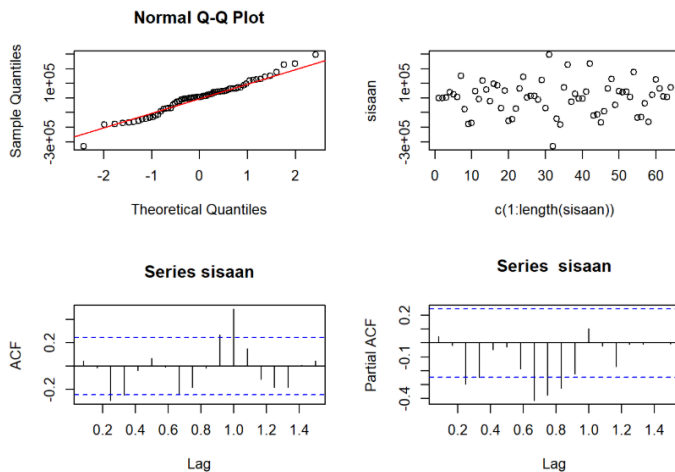 Normal Q-Q Plot
Sample Quantiles
-3e+05
1e+05
-2
-1
0
1
2
Theoretical Quantiles
sisaan
-3e+05
1e+05
0
10
20
30
40
50
60
c(1:length(sisaan))
Series sisaan
ACF
-0.2
0.2
0.2
0.4
0.6
0.8
1.0
1.2
1.4
Lag
Series sisaan
Partial ACF
-0.4
-0.1
0.2
0.2
0.4
0.6
0.8
1.0
1.2
1.4
Lag